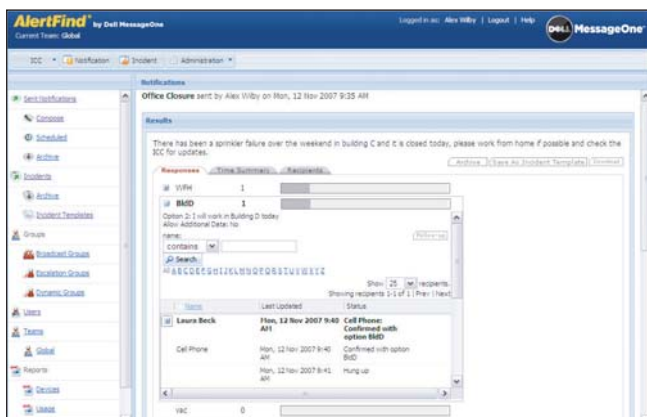 AlertFind by Dell MessageOne
Current Team: Global
Logged in as: Alex Wilby | Logout | Help
DELL MessageOne
ICC Notification Incident Administration
Sent Notifications
Compose
Scheduled
Archive
Incidents
Archive
Incident Templates
Groups
Broadcast Groups
Escalation Groups
Dynamic Groups
Users
Teams
Global
Reports
Devices
Usage
Notifications
Office Closure sent by Alex Wilby on Mon, 12 Nov 2007 9:35 AM
Results
There has been a sprinkler failure over the weekend in building C and it is closed today, please work from home if possible and check the
ICC for updates.
Archive Save As Incident Template Download
Responses Time Summary Recipients
WFH 1
BldD 1
Option 2: I will work in Building D today
Allow Additional Data: No
name:
contains
Search
All A B C D E F G H I J K L M N O P Q R S T U V W X Y Z
Show 25 recipients.
Showing recipients 1-1 of 1 | Prev | Next
Name Last Updated Status
Laura Beck Mon, 12 Nov 2007 9:40 Cell Phone:
AM Confirmed with
option BldD
Cell Phone Mon, 12 Nov 2007 9:40 Confirmed with option
AM BldD
Mon, 12 Nov 2007 9:41 Hung up
AM
vac 0